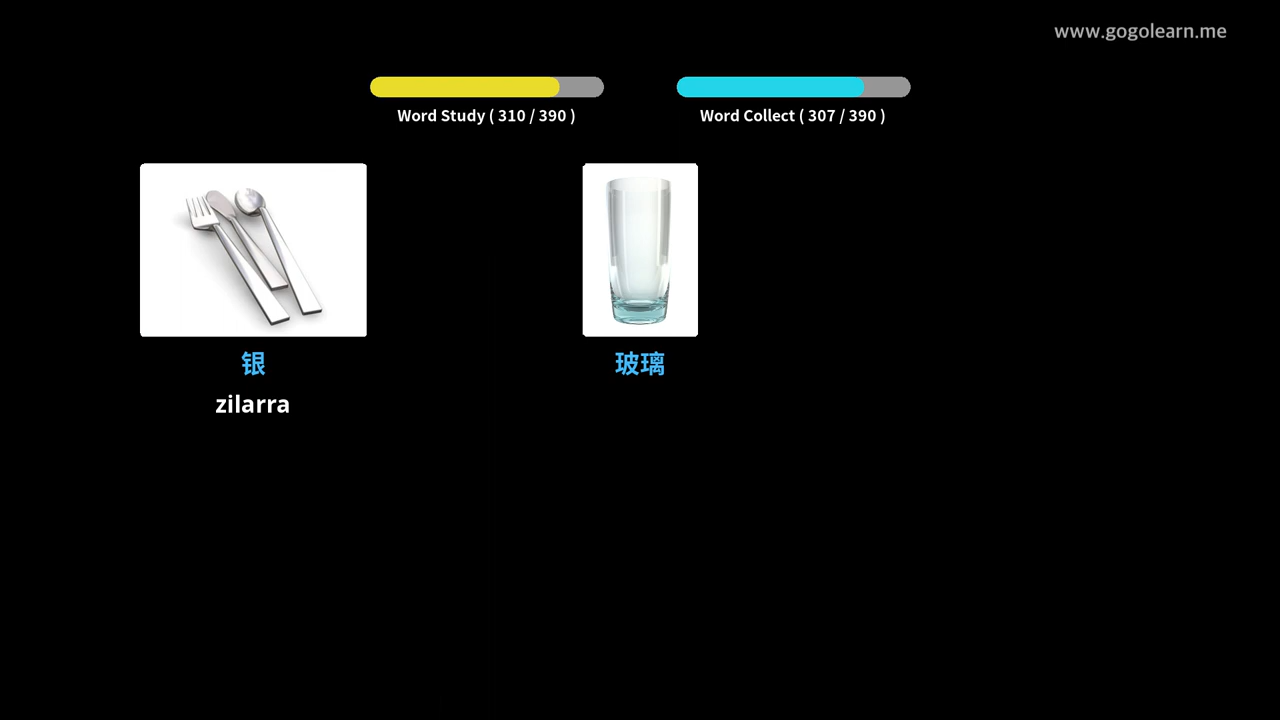 www.gogolearn.me
Word Study ( 310 / 390 )
Word Collect ( 307 / 390 )
银
玻璃
zilarra